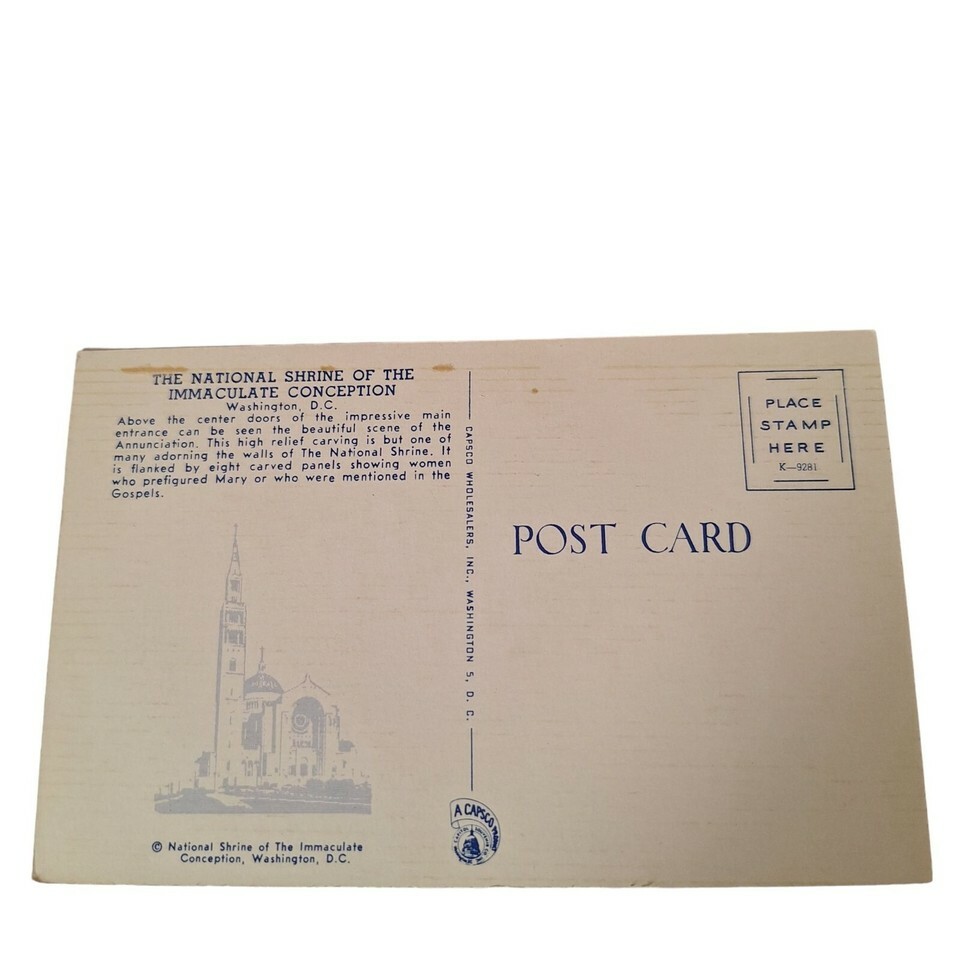 THE NATIONAL SHRINE OF THE
IMMACULATE CONCEPTION
Washington, D.C.
Above the center doors of the impressive main
entrance can be seen the beautiful scene of the
Annunciation. This high relief carving is but one of
many adorning the walls of The National Shrine. It
is flanked by eight carved panels showing women
who prefigured Mary or who were mentioned in the
Gospels.
© National Shrine of The Immaculate
Conception, Washington, D.C.
CAPSCO WHOLESALERS, INC., WASHINGTON 5, D. C.
A CAPSCO PRODUCT
PLACE
STAMP
HERE
K—9281
POST CARD